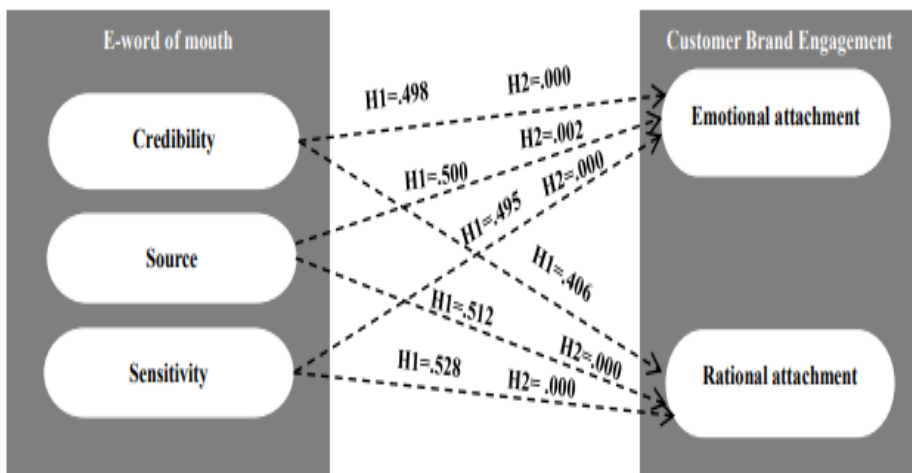 E-word of mouth
Credibility
Source
Sensitivity
H1=.498
H2=.000
H1=.500
H2=.002
H1=.495
H2=.000
H1=.406
H1=.512
H2=.000
H1=.528
H2= .000
Customer Brand Engagement
Emotional attachment
Rational attachment